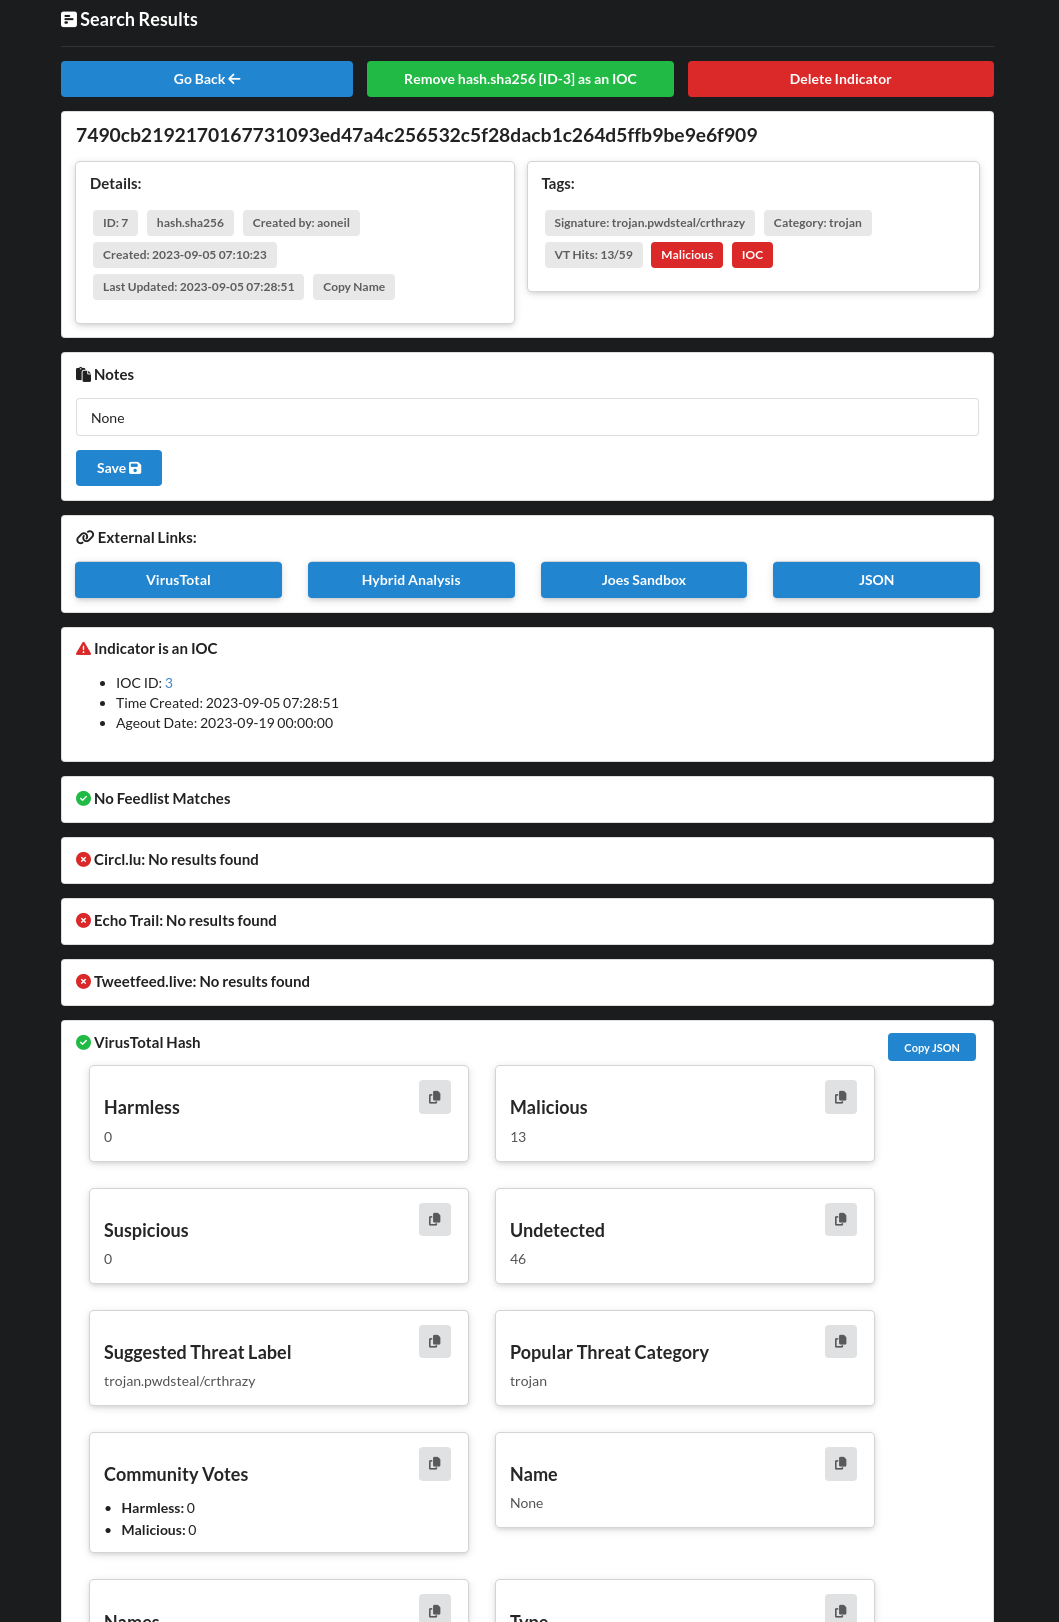 Search Results
Go Back
Remove hash.sha256 [ID-3] as an IOC
Delete Indicator
7490cb2192170167731093ed47a4c256532c5f28dacb1c264d5ffb9be9e6f909
Details:
ID: 7
hash.sha256
Created by: aoneil
Created: 2023-09-05 07:10:23
Last Updated: 2023-09-05 07:28:51
Copy Name
Tags:
Signature: trojan.pwdsteal/crthrazy
Category: trojan
VT Hits: 13/59
Malicious
IOC
Notes
None
Save
External Links:
VirusTotal
Hybrid Analysis
Joes Sandbox
JSON
Indicator is an IOC
IOC ID: 3
Time Created: 2023-09-05 07:28:51
Ageout Date: 2023-09-19 00:00:00
No Feedlist Matches
Circl.lu: No results found
Echo Trail: No results found
Tweetfeed.live: No results found
VirusTotal Hash
Copy JSON
Harmless
0
Malicious
13
Suspicious
0
Undetected
46
Suggested Threat Label
trojan.pwdsteal/crthrazy
Popular Threat Category
trojan
Community Votes
Harmless: 0
Malicious: 0
Name
None
Names
Type